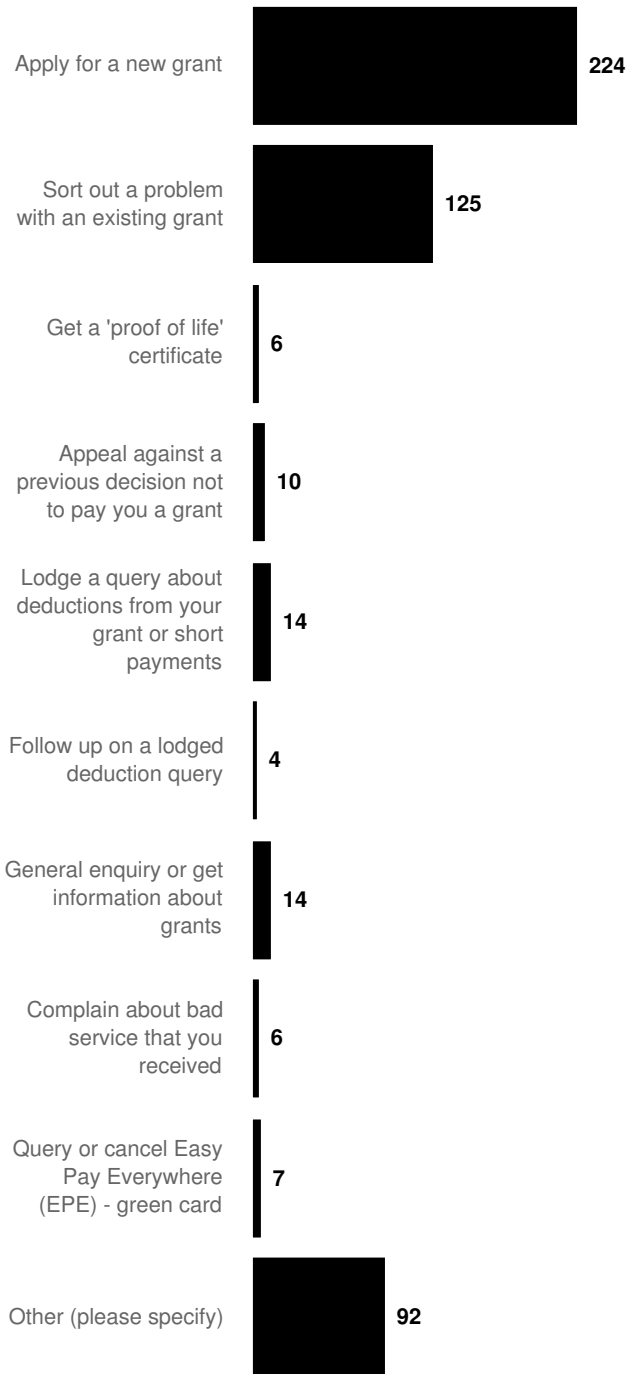 Apply for a new grant
224
Sort out a problem
with an existing grant
125
Get a 'proof of life'
certificate
6
Appeal against a
previous decision not
to pay you a grant
10
Lodge a query about
deductions from your
grant or short
payments
14
Follow up on a lodged
deduction query
4
General enquiry or get
information about
grants
14
Complain about bad
service that you
received
6
Query or cancel Easy
Pay Everywhere
(EPE) - green card
7
Other (please specify)
92